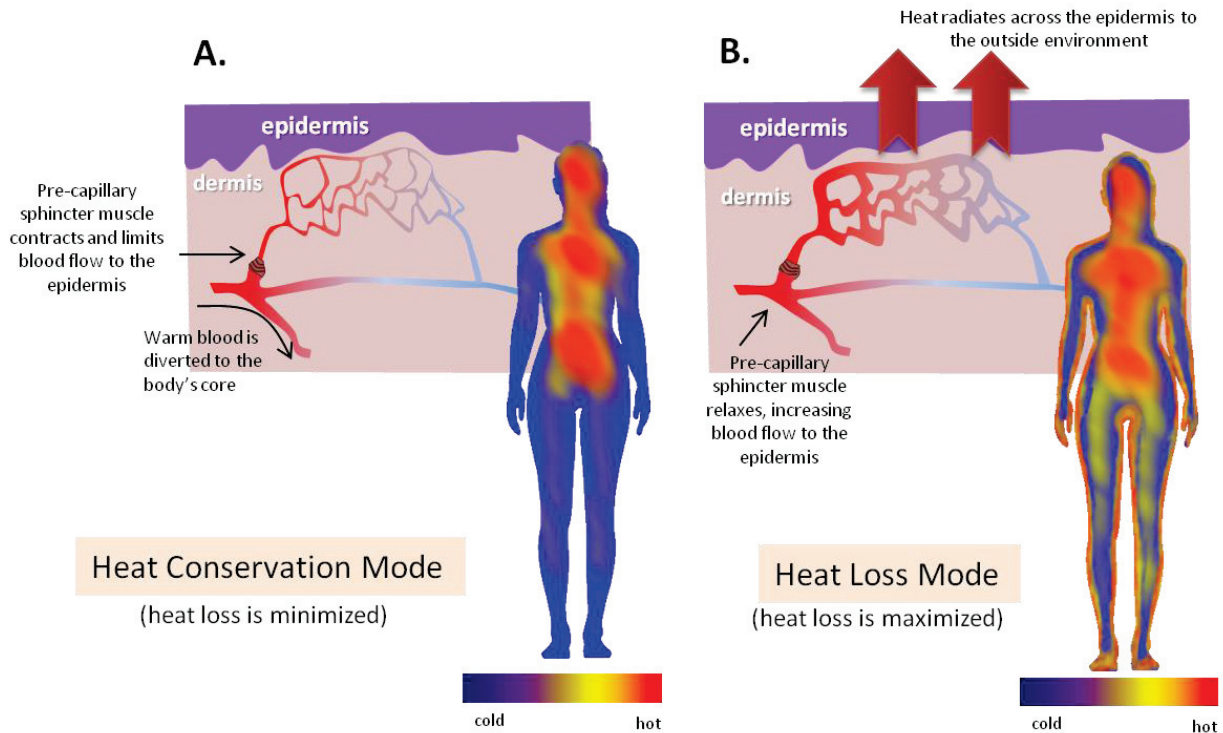 A.
epidermis
dermis
Pre-capillary
sphincter muscle
contracts and limits
blood flow to the
epidermis
Warm blood is
diverted to the
body's core
Heat Conservation Mode
(heat loss is minimized)
cold hot
B.
Heat radiates across the epidermis to
the outside environment
epidermis
dermis
Pre-capillary
sphincter muscle
relaxes, increasing
blood flow to the
epidermis
Heat Loss Mode
(heat loss is maximized)
cold hot